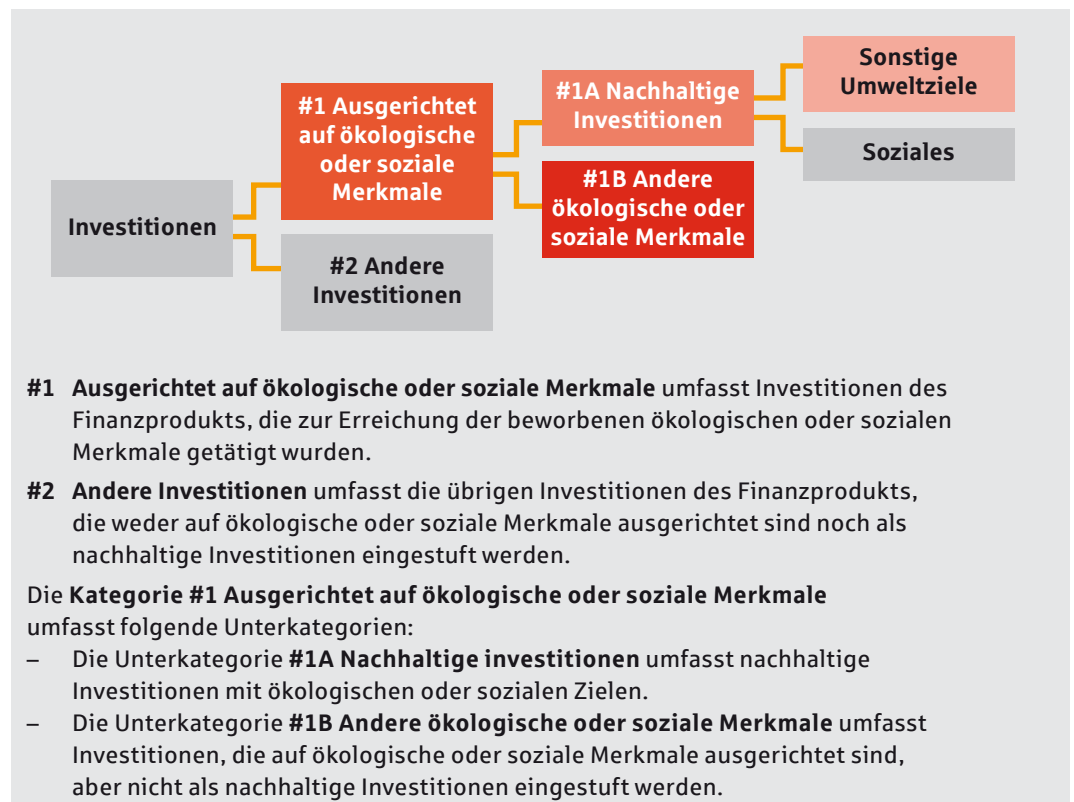 Sonstige
Umweltziele
#1A Nachhaltige
Investitionen
#1 Ausgerichtet
auf ökologische
oder soziale
Merkmale
Soziales
#1B Andere
ökologische oder
soziale Merkmale
Investitionen
#2 Andere
Investitionen
#1 Ausgerichtet auf ökologische oder soziale Merkmale umfasst Investitionen des
Finanzprodukts, die zur Erreichung der beworbenen ökologischen oder sozialen
Merkmale getätigt wurden.
#2 Andere Investitionen umfasst die übrigen Investitionen des Finanzprodukts,
die weder auf ökologische oder soziale Merkmale ausgerichtet sind noch als
nachhaltige Investitionen eingestuft werden.
Die Kategorie #1 Ausgerichtet auf ökologische oder soziale Merkmale
umfasst folgende Unterkategorien:
– Die Unterkategorie #1A Nachhaltige investitionen umfasst nachhaltige
Investitionen mit ökologischen oder sozialen Zielen.
– Die Unterkategorie #1B Andere ökologische oder soziale Merkmale umfasst
Investitionen, die auf ökologische oder soziale Merkmale ausgerichtet sind,
aber nicht als nachhaltige Investitionen eingestuft werden.